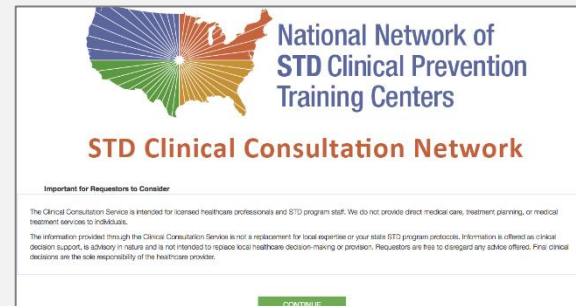 National Network of
STD Clinical Prevention
Training Centers
STD Clinical Consultation Network
Important for Requestors to Consider
The Clinical Consultation Service is intended for licensed healthcare professionals and STD program staff. We do not provide direct medical care, treatment planning, or medical
treatment services to individuals.
The information provided through the Clinical Consultation Service is not a replacement for local expertise or your state STD program protocols. Information is offered as clinical
decision support, is advisory in nature and is not intended to replace local healthcare decision-making or provision. Requestors are free to disregard any advice offered. Final clinical
decisions are the sole responsibility of the healthcare provider.
CONTINUE